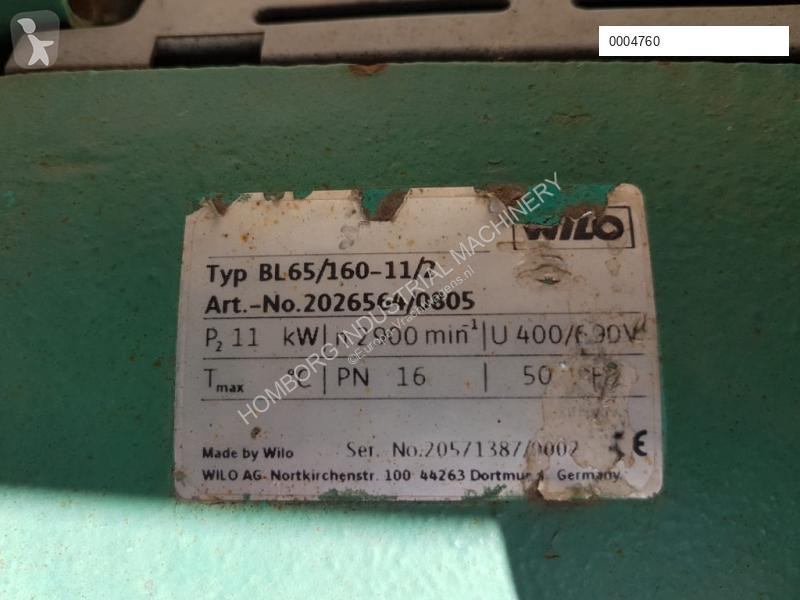 0004760
WILO
Typ BL65/160-11/2
Art.-No.2026564/0805
P₂ 11 kW n 2900 min⁻¹ U 400/690V
Tmax °C PN 16 50 Hz
Made by Wilo Ser. No:20571387/0002 CE
WILO AG Nortkirchenstr. 100 44263 Dortmund Germany
HOMBORG INDUSTRIAL MACHINERY